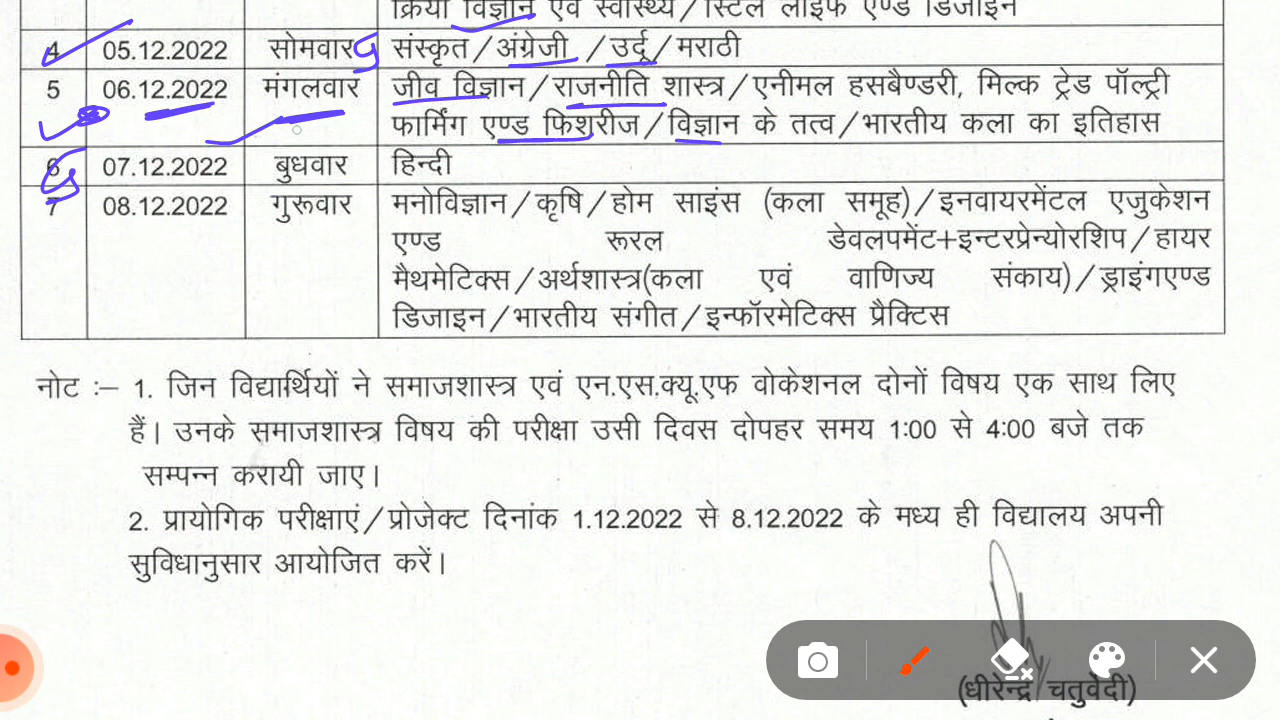 क्रिया विज्ञान एवं स्वास्थ्य/स्टिल लाईफ एण्ड डिजाइन
4 05.12.2022 सोमवार संस्कृत/अंग्रेजी /उर्दू/मराठी
5 06.12.2022 मंगलवार जीव विज्ञान/राजनीति शास्त्र/एनीमल हसबैण्डरी, मिल्क ट्रेड पॉल्ट्री
फार्मिंग एण्ड फिशरीज/विज्ञान के तत्व/भारतीय कला का इतिहास
6 07.12.2022 बुधवार हिन्दी
7 08.12.2022 गुरूवार मनोविज्ञान/कृषि/होम साइंस (कला समूह)/इनवायरमेंटल एजुकेशन
एण्ड रूरल डेवलपमेंट+इन्टरप्रेन्योरशिप/हायर
मैथमेटिक्स/अर्थशास्त्र(कला एवं वाणिज्य संकाय)/ड्राइंगएण्ड
डिजाइन/भारतीय संगीत/इन्फॉरमेटिक्स प्रैक्टिस
नोट :– 1. जिन विद्यार्थियों ने समाजशास्त्र एवं एन.एस.क्यू.एफ वोकेशनल दोनों विषय एक साथ लिए
हैं। उनके समाजशास्त्र विषय की परीक्षा उसी दिवस दोपहर समय 1:00 से 4:00 बजे तक
सम्पन्न करायी जाए।
2. प्रायोगिक परीक्षाएं/प्रोजेक्ट दिनांक 1.12.2022 से 8.12.2022 के मध्य ही विद्यालय अपनी
सुविधानुसार आयोजित करें।
(धीरेन्द्र चतुर्वेदी)